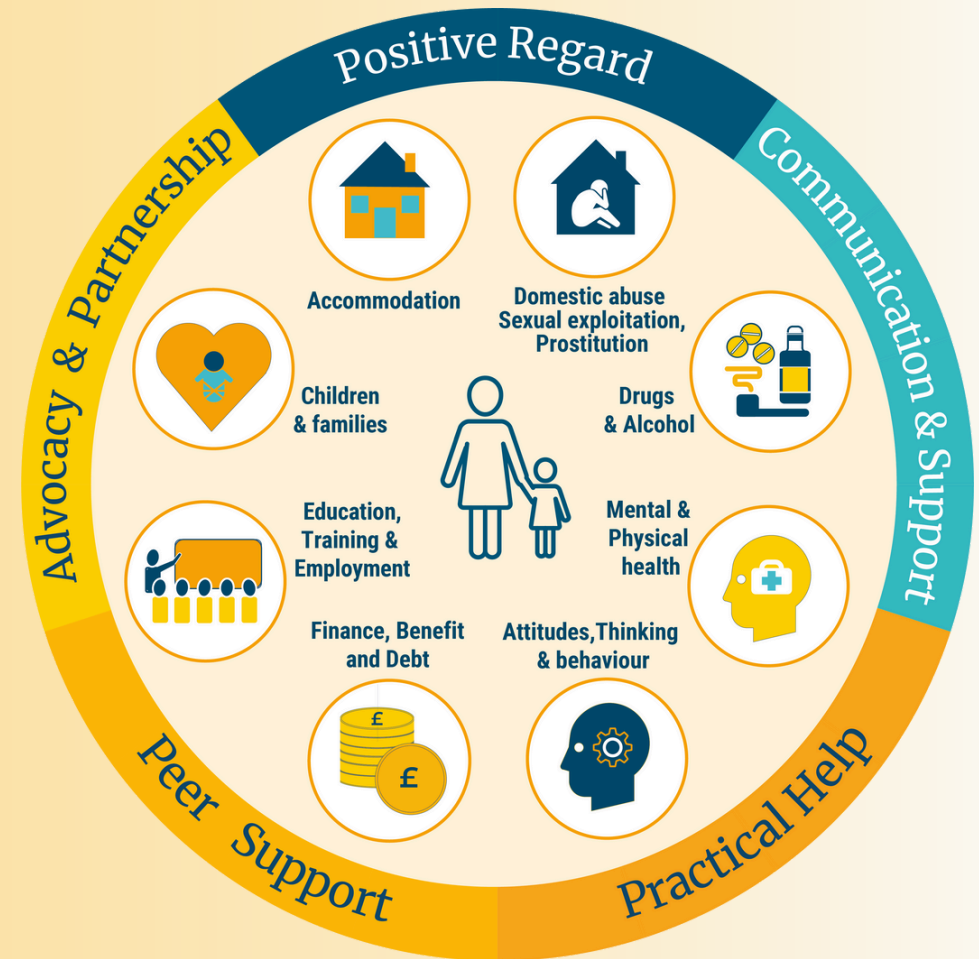 Positive Regard
Communication & Support
Practical Help
Peer Support
Advocacy & Partnership
Accommodation
Domestic abuse
Sexual exploitation,
Prostitution
Drugs
& Alcohol
Mental &
Physical
health
Attitudes,Thinking
& behaviour
£
£
Finance, Benefit
and Debt
Education,
Training &
Employment
Children
& families